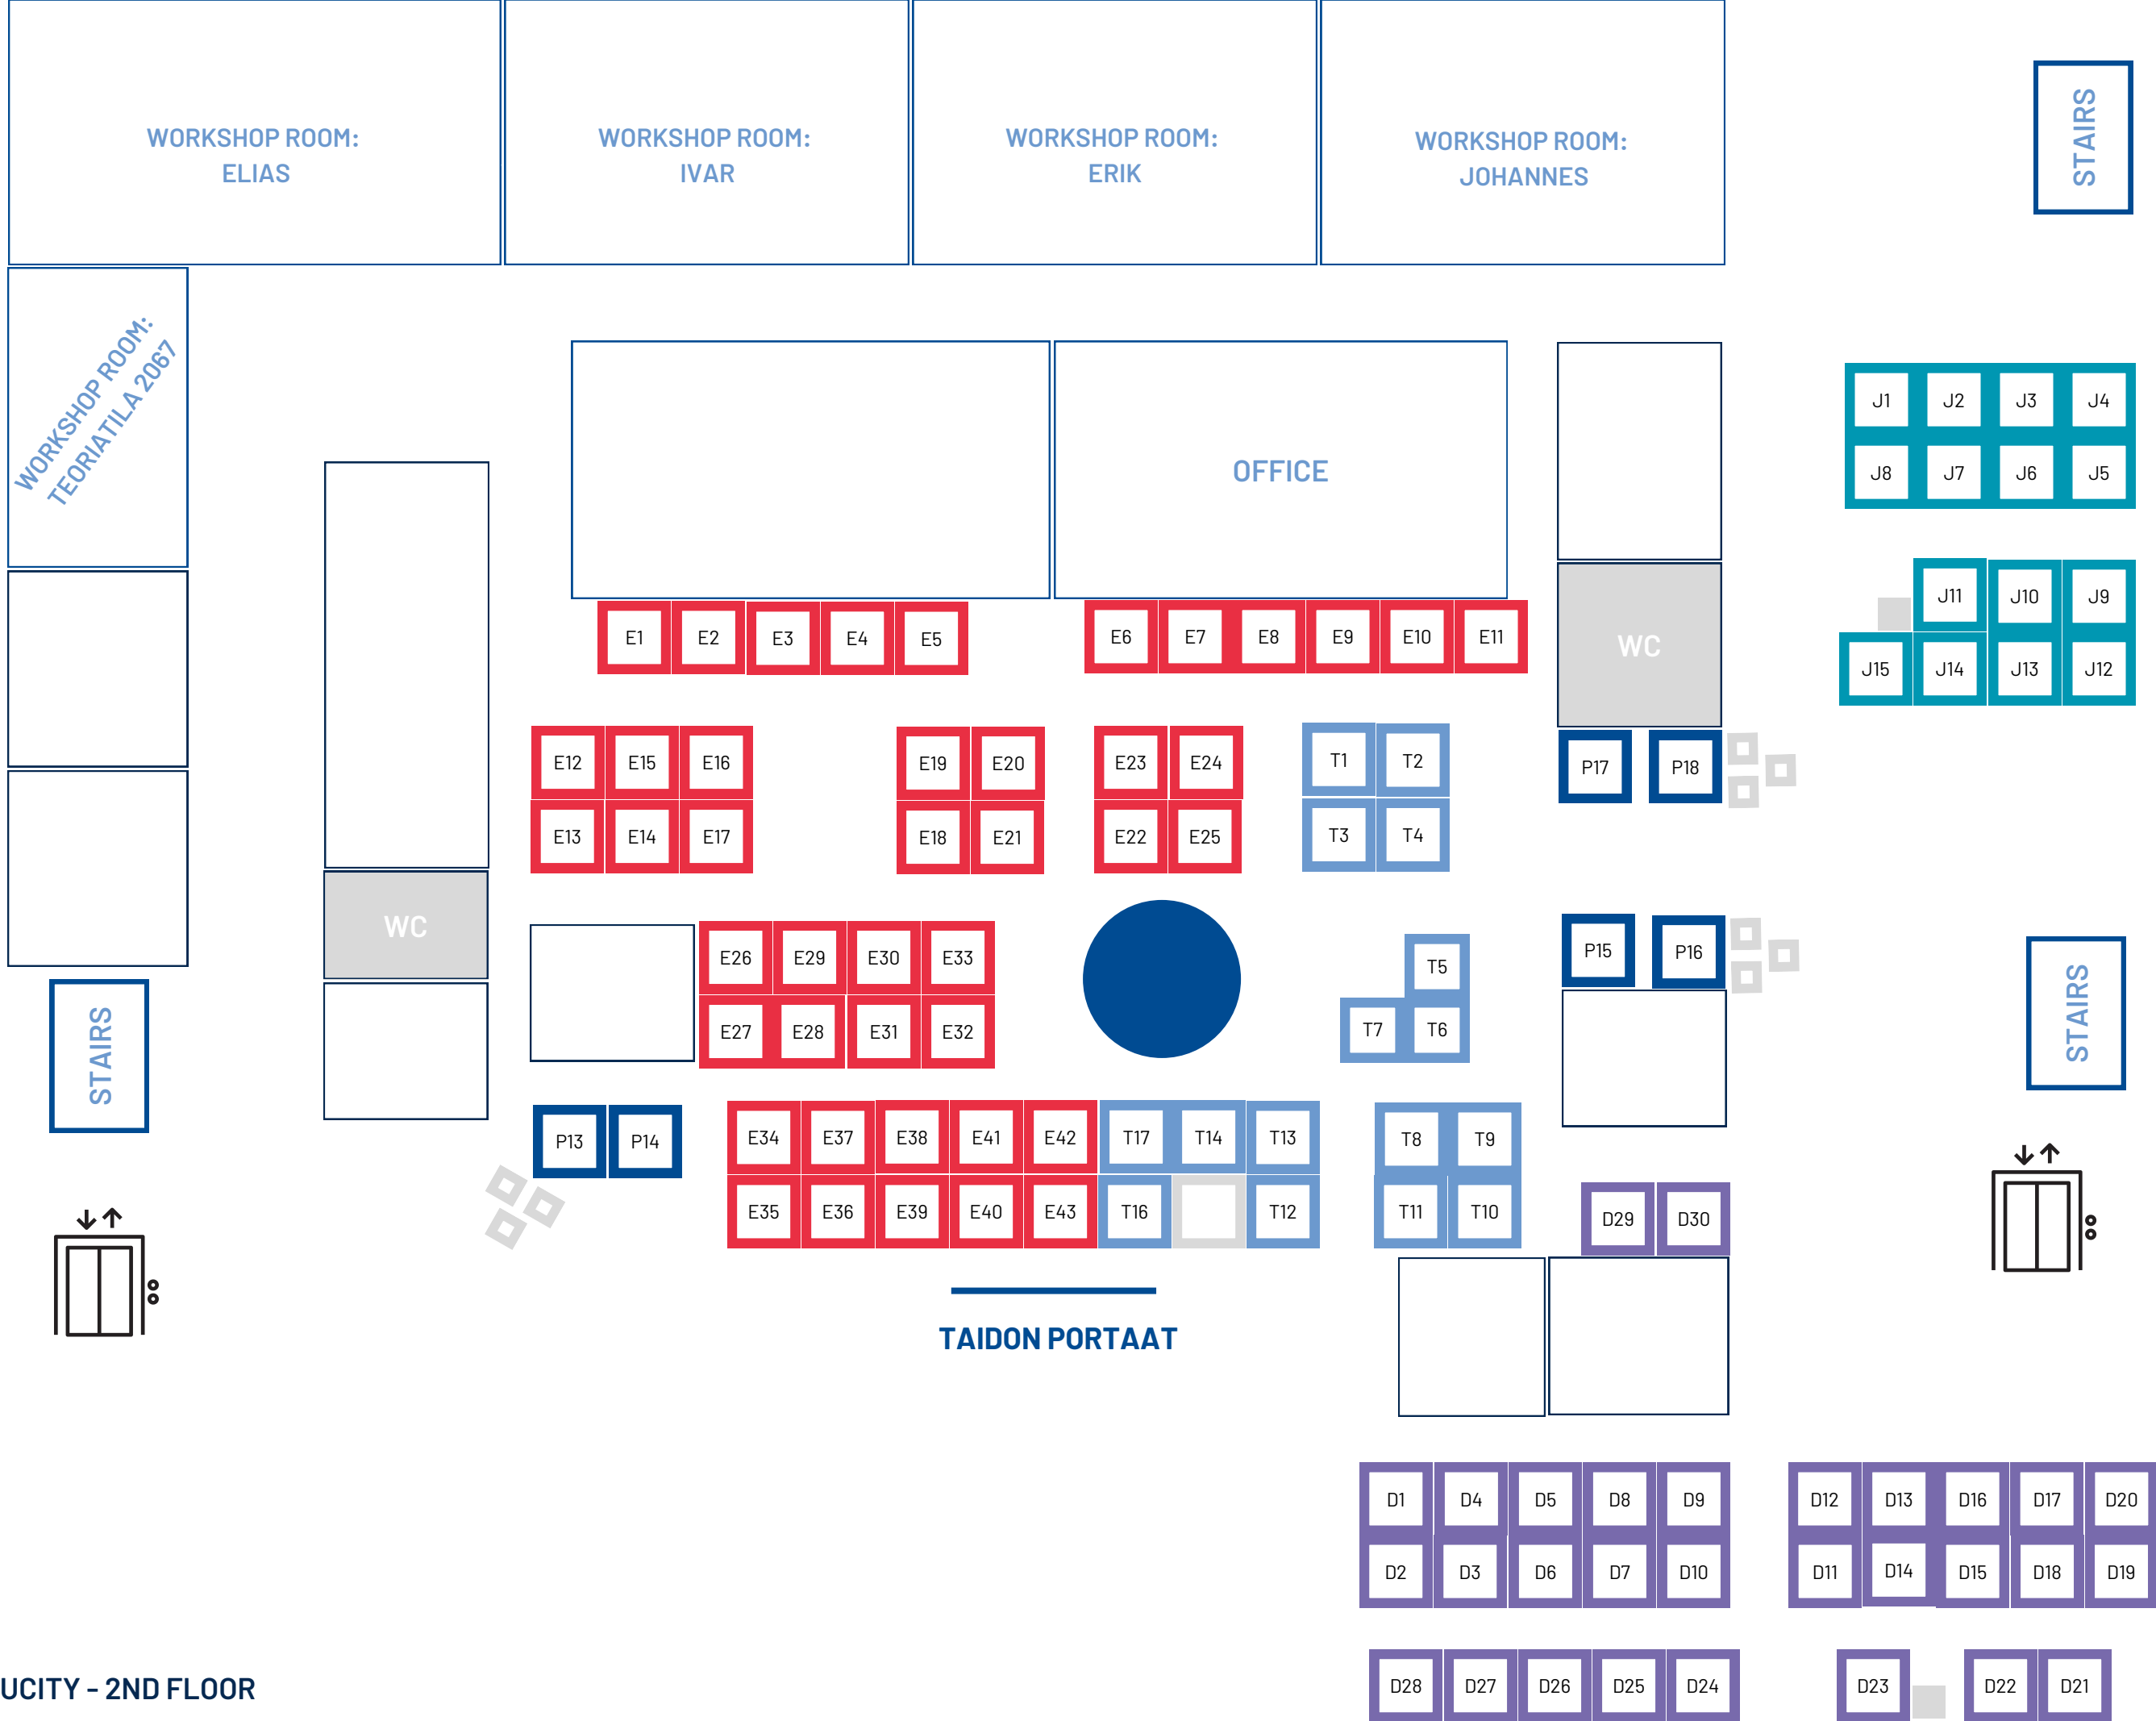 WORKSHOP ROOM:
ELIAS
WORKSHOP ROOM:
IVAR
WORKSHOP ROOM:
ERIK
WORKSHOP ROOM:
JOHANNES
STAIRS
WORKSHOP ROOM:
TEORIATILA 2067
OFFICE
J1 J2 J3 J4
J8 J7 J6 J5
J11 J10 J9
J15 J14 J13 J12
WC
E1 E2 E3 E4 E5
E6 E7 E8 E9 E10 E11
E12 E15 E16
E13 E14 E17
E19 E20
E18 E21
E23 E24
E22 E25
T1 T2
T3 T4
P17 P18
WC
E26 E29 E30 E33
E27 E28 E31 E32
T5
T7 T6
P15 P16
STAIRS
STAIRS
P13 P14
E34 E37 E38 E41 E42 T17 T14 T13
E35 E36 E39 E40 E43 T16 T12
T8 T9
T11 T10
D29 D30
TAIDON PORTAAT
D1 D4 D5 D8 D9
D2 D3 D6 D7 D10
D12 D13 D16 D17 D20
D11 D14 D15 D18 D19
D28 D27 D26 D25 D24
D23 D22 D21
UCITY - 2ND FLOOR